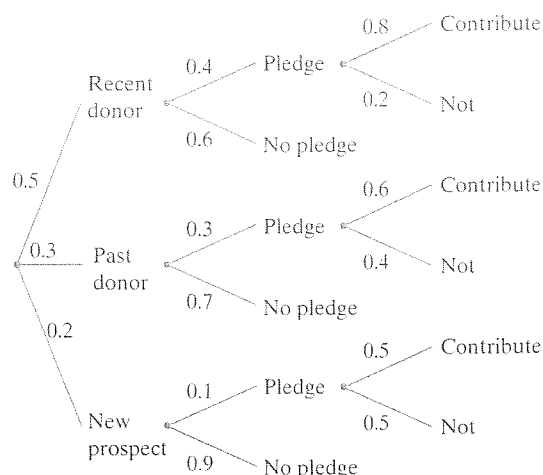 0.8
Contribute
Recent
donor
0.4
Pledge
0.2
Not
0.6
No pledge
0.5
0.6
Contribute
0.3
Past
donor
0.3
Pledge
0.4
Not
0.7
No pledge
0.2
0.5
Contribute
New
prospect
0.1
Pledge
0.5
Not
0.9
No pledge